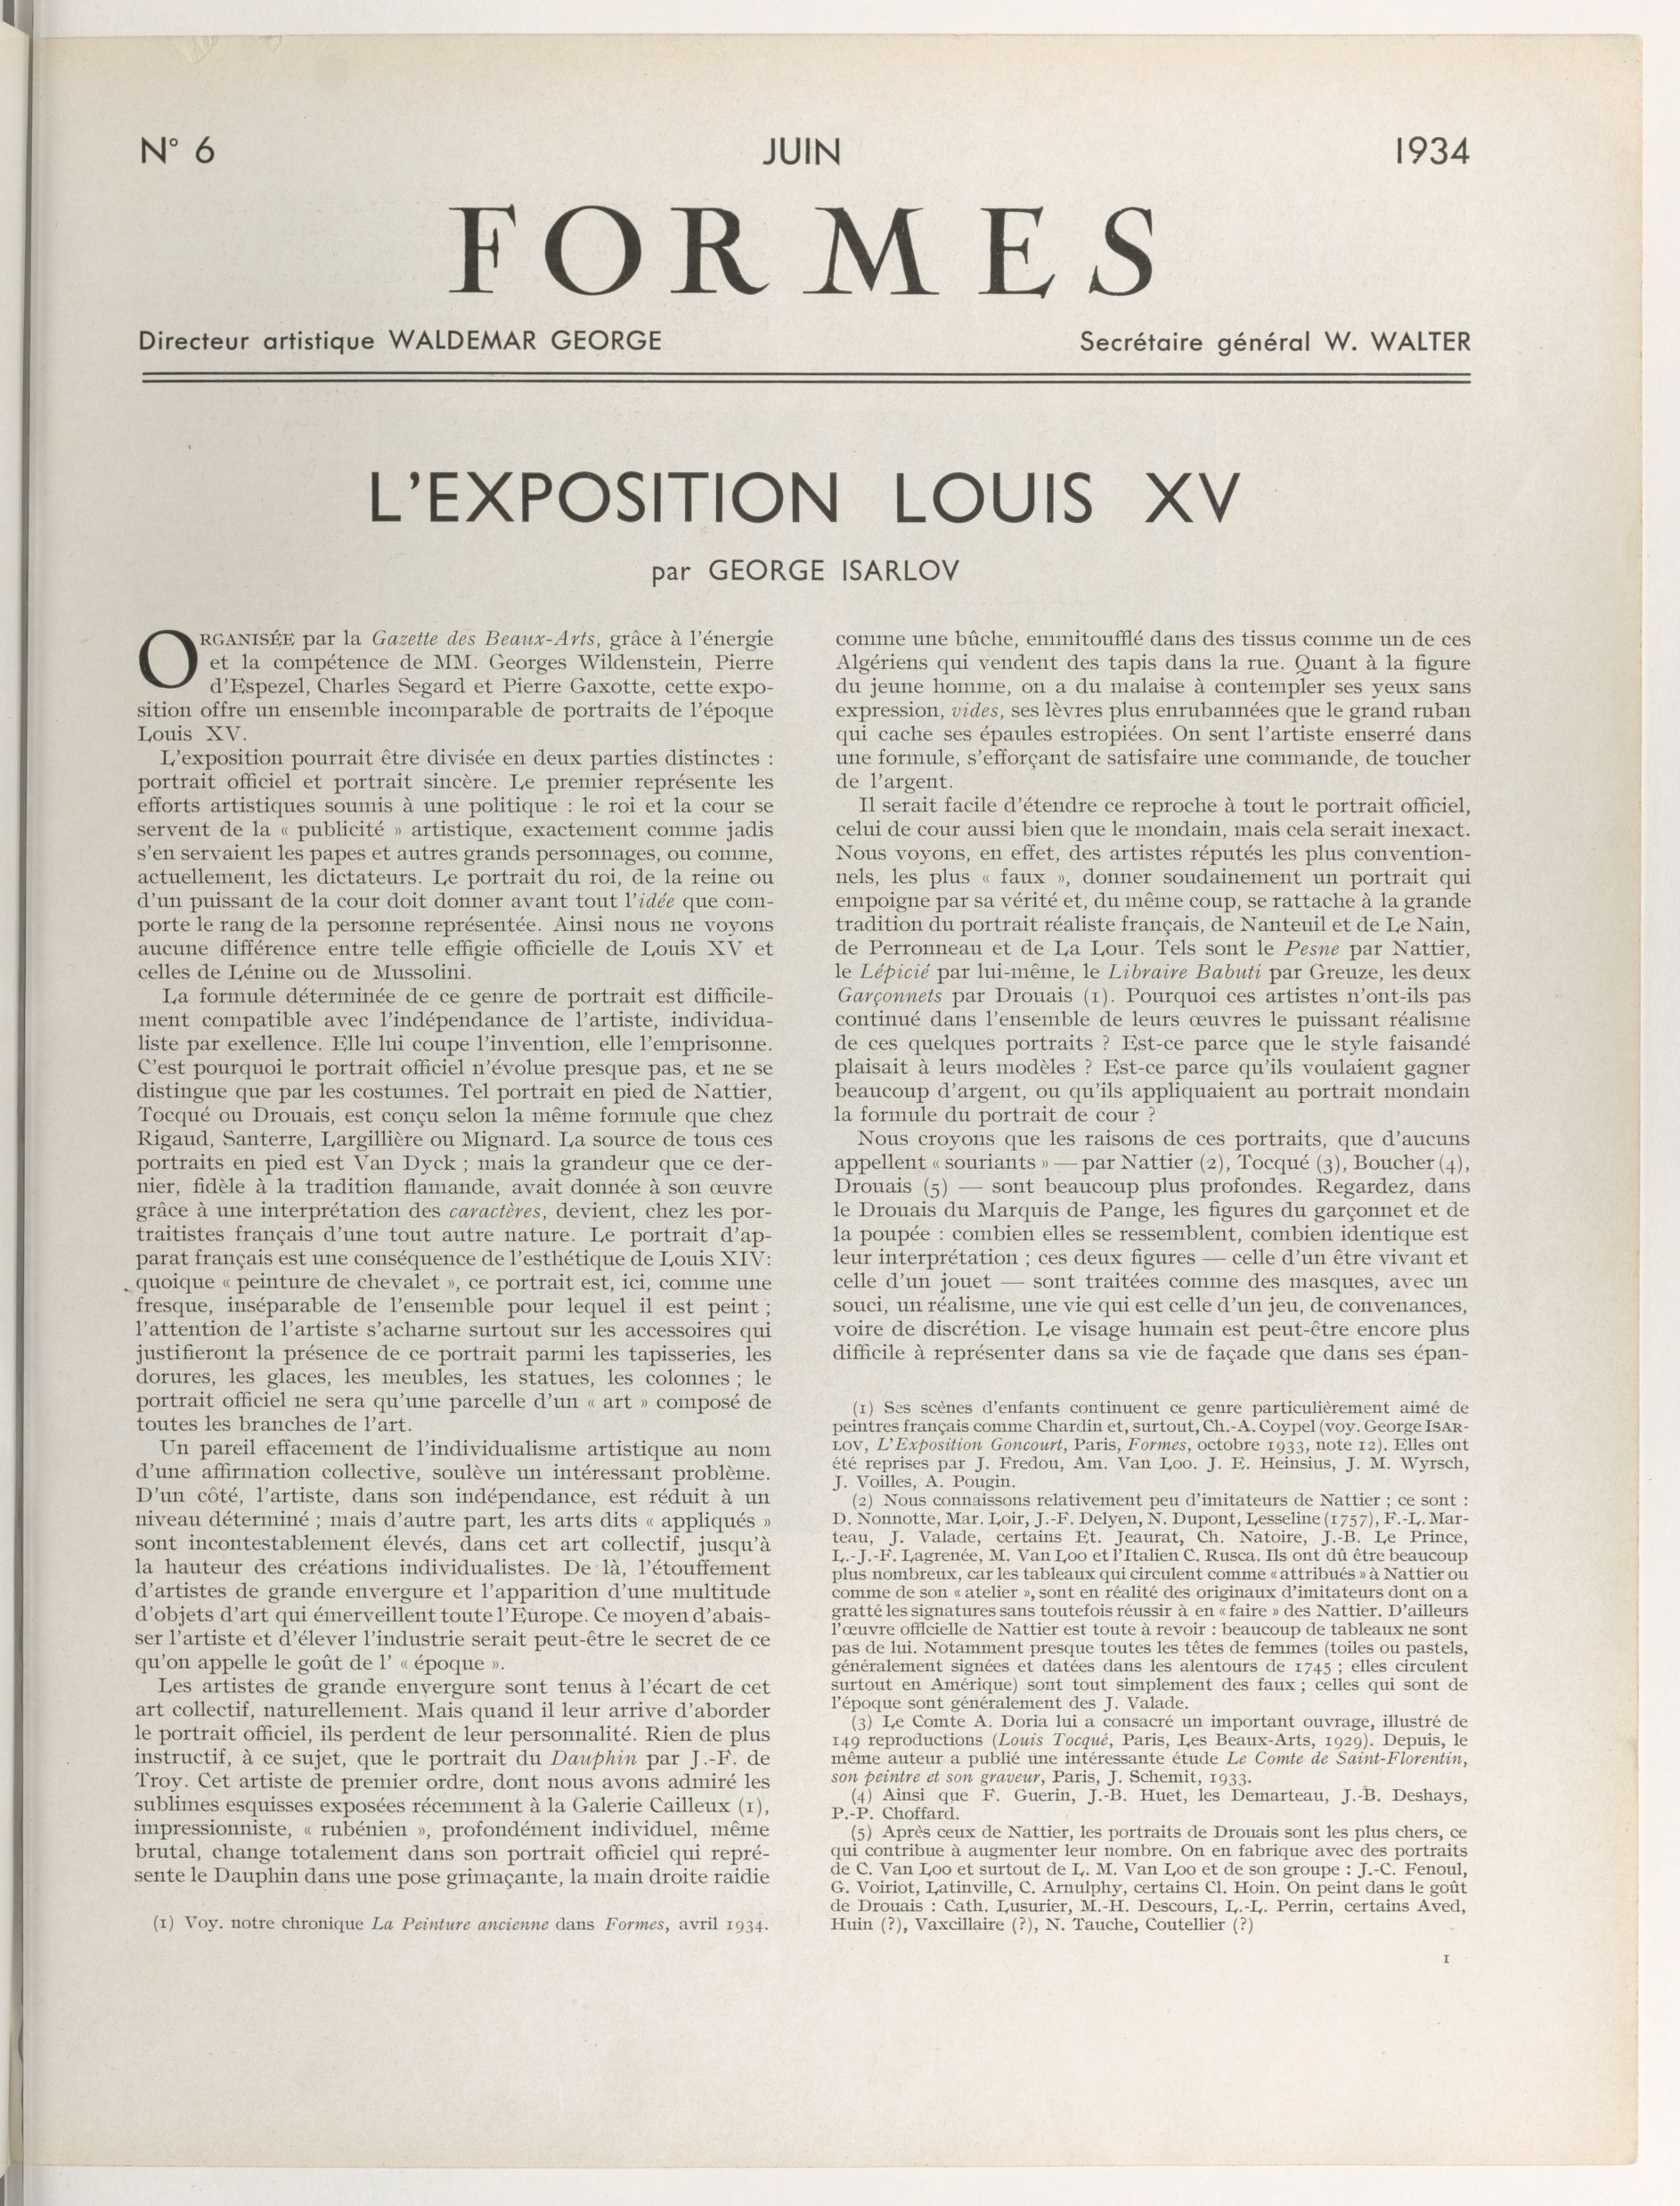 N° 6
JUIN
1934
FORMES
Directeur artistique WALDEMAR GEORGE
Secrétaire général W. WALTER
L'EXPOSITION LOUIS XV
par GEORGE ISARLOV
ORGANISÉE par la Gazette des Beaux-Arts, grâce à l'énergie
et la compétence de MM. Georges Wildenstein, Pierre
d'Espezel, Charles Segard et Pierre Gaxotte, cette expo-
sition offre un ensemble incomparable de portraits de l'époque
Louis XV.
L'exposition pourrait être divisée en deux parties distinctes :
portrait officiel et portrait sincère. Le premier représente les
efforts artistiques soumis à une politique : le roi et la cour se
servent de la « publicité » artistique, exactement comme jadis
s'en servaient les papes et autres grands personnages, ou comme,
actuellement, les dictateurs. Le portrait du roi, de la reine ou
d'un puissant de la cour doit donner avant tout l'idée que com-
porte le rang de la personne représentée. Ainsi nous ne voyons
aucune différence entre telle effigie officielle de Louis XV et
celles de Lénine ou de Mussolini.
La formule déterminée de ce genre de portrait est difficile-
ment compatible avec l'indépendance de l'artiste, individua-
liste par exellence. Elle lui coupe l'invention, elle l'emprisonne.
C'est pourquoi le portrait officiel n'évolue presque pas, et ne se
distingue que par les costumes. Tel portrait en pied de Nattier,
Tocqué ou Drouais, est conçu selon la même formule que chez
Rigaud, Santerre, Largillière ou Mignard. La source de tous ces
portraits en pied est Van Dyck ; mais la grandeur que ce der-
nier, fidèle à la tradition flamande, avait donnée à son œuvre
grâce à une interprétation des caractères, devient, chez les por-
traitistes français d'une tout autre nature. Le portrait d'ap-
parat français est une conséquence de l'esthétique de Louis XIV:
quoique « peinture de chevalet », ce portrait est, ici, comme une
fresque, inséparable de l'ensemble pour lequel il est peint ;
l'attention de l'artiste s'acharne surtout sur les accessoires qui
justifieront la présence de ce portrait parmi les tapisseries, les
dorures, les glaces, les meubles, les statues, les colonnes ; le
portrait officiel ne sera qu'une parcelle d'un « art » composé de
toutes les branches de l'art.
Un pareil effacement de l'individualisme artistique au nom
d'une affirmation collective, soulève un intéressant problème.
D'un côté, l'artiste, dans son indépendance, est réduit à un
niveau déterminé ; mais d'autre part, les arts dits « appliqués »
sont incontestablement élevés, dans cet art collectif, jusqu'à
la hauteur des créations individualistes. De là, l'étouffement
d'artistes de grande envergure et l'apparition d'une multitude
d'objets d'art qui émerveillent toute l'Europe. Ce moyen d'abais-
ser l'artiste et d'élever l'industrie serait peut-être le secret de ce
qu'on appelle le goût de l' « époque ».
Les artistes de grande envergure sont tenus à l'écart de cet
art collectif, naturellement. Mais quand il leur arrive d'aborder
le portrait officiel, ils perdent de leur personnalité. Rien de plus
instructif, à ce sujet, que le portrait du Dauphin par J.-F. de
Troy. Cet artiste de premier ordre, dont nous avons admiré les
sublimes esquisses exposées récemment à la Galerie Cailleux (1),
impressionniste, « rubénien », profondément individuel, même
brutal, change totalement dans son portrait officiel qui repré-
sente le Dauphin dans une pose grimaçante, la main droite raidie
(1) Voy. notre chronique La Peinture ancienne dans Formes, avril 1934.
comme une bûche, emmitoufflé dans des tissus comme un de ces
Algériens qui vendent des tapis dans la rue. Quant à la figure
du jeune homme, on a du malaise à contempler ses yeux sans
expression, vides, ses lèvres plus enrubannées que le grand ruban
qui cache ses épaules estropiées. On sent l'artiste enserré dans
une formule, s'efforçant de satisfaire une commande, de toucher
de l'argent.
Il serait facile d'étendre ce reproche à tout le portrait officiel,
celui de cour aussi bien que le mondain, mais cela serait inexact.
Nous voyons, en effet, des artistes réputés les plus convention-
nels, les plus « faux », donner soudainement un portrait qui
empoigne par sa vérité et, du même coup, se rattache à la grande
tradition du portrait réaliste français, de Nanteuil et de Le Nain,
de Perronneau et de La Lour. Tels sont le Pesne par Nattier,
le Lépicié par lui-même, le Libraire Babuti par Greuze, les deux
Garçonnets par Drouais (1). Pourquoi ces artistes n'ont-ils pas
continué dans l'ensemble de leurs œuvres le puissant réalisme
de ces quelques portraits ? Est-ce parce que le style faisandé
plaisait à leurs modèles ? Est-ce parce qu'ils voulaient gagner
beaucoup d'argent, ou qu'ils appliquaient au portrait mondain
la formule du portrait de cour ?
Nous croyons que les raisons de ces portraits, que d'aucuns
appellent « souriants » — par Nattier (2), Tocqué (3), Boucher (4),
Drouais (5) — sont beaucoup plus profondes. Regardez, dans
le Drouais du Marquis de Pange, les figures du garçonnet et de
la poupée : combien elles se ressemblent, combien identique est
leur interprétation ; ces deux figures — celle d'un être vivant et
celle d'un jouet — sont traitées comme des masques, avec un
souci, un réalisme, une vie qui est celle d'un jeu, de convenances,
voire de discrétion. Le visage humain est peut-être encore plus
difficile à représenter dans sa vie de façade que dans ses épan-
(1) Ses scènes d'enfants continuent ce genre particulièrement aimé de
peintres français comme Chardin et, surtout, Ch.-A. Coypel (voy. George ISAR-
LOV, L'Exposition Goncourt, Paris, Formes, octobre 1933, note 12). Elles ont
été reprises par J. Fredou, Am. Van Loo. J. E. Heinsius, J. M. Wyrsch,
J. Voilles, A. Pougin.
(2) Nous connaissons relativement peu d'imitateurs de Nattier ; ce sont :
D. Nonnotte, Mar. Loir, J.-F. Delyen, N. Dupont, Lesseline (1757), F.-L. Mar-
teau, J. Valade, certains Et. Jeaurat, Ch. Natoire, J.-B. Le Prince,
L.-J.-F. Lagrenée, M. Van Loo et l'Italien C. Rusca. Ils ont dû être beaucoup
plus nombreux, car les tableaux qui circulent comme « attribués » à Nattier ou
comme de son « atelier », sont en réalité des originaux d'imitateurs dont on a
gratté les signatures sans toutefois réussir à en « faire » des Nattier. D'ailleurs
l'œuvre officielle de Nattier est toute à revoir : beaucoup de tableaux ne sont
pas de lui. Notamment presque toutes les têtes de femmes (toiles ou pastels,
généralement signées et datées dans les alentours de 1745 ; elles circulent
surtout en Amérique) sont tout simplement des faux ; celles qui sont de
l'époque sont généralement des J. Valade.
(3) Le Comte A. Doria lui a consacré un important ouvrage, illustré de
149 reproductions (Louis Tocqué, Paris, Les Beaux-Arts, 1929). Depuis, le
même auteur a publié une intéressante étude Le Comte de Saint-Florentin,
son peintre et son graveur, Paris, J. Schemit, 1933.
(4) Ainsi que F. Guerin, J.-B. Huet, les Demarteau, J.-B. Deshays,
P.-P. Choffard.
(5) Après ceux de Nattier, les portraits de Drouais sont les plus chers, ce
qui contribue à augmenter leur nombre. On en fabrique avec des portraits
de C. Van Loo et surtout de L. M. Van Loo et de son groupe : J.-C. Fenoul,
G. Voiriot, Latinville, C. Arnulphy, certains Cl. Hoin. On peint dans le goût
de Drouais : Cath. Lusurier, M.-H. Descours, L.-L. Perrin, certains Aved,
Huin (?), Vaxcillaire (?), N. Tauche, Coutellier (?)
1